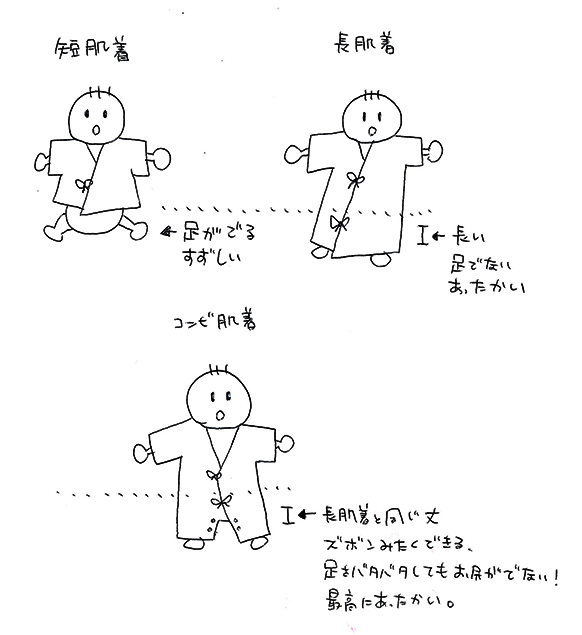 短肌着
長肌着
←足がでる
すずしい
←長い
足でない
あったかい
コンビ肌着
←長肌着と同じ丈
ズボンみたくできる、
足をバタバタしてもお尻がでない!
最高にあったかい。